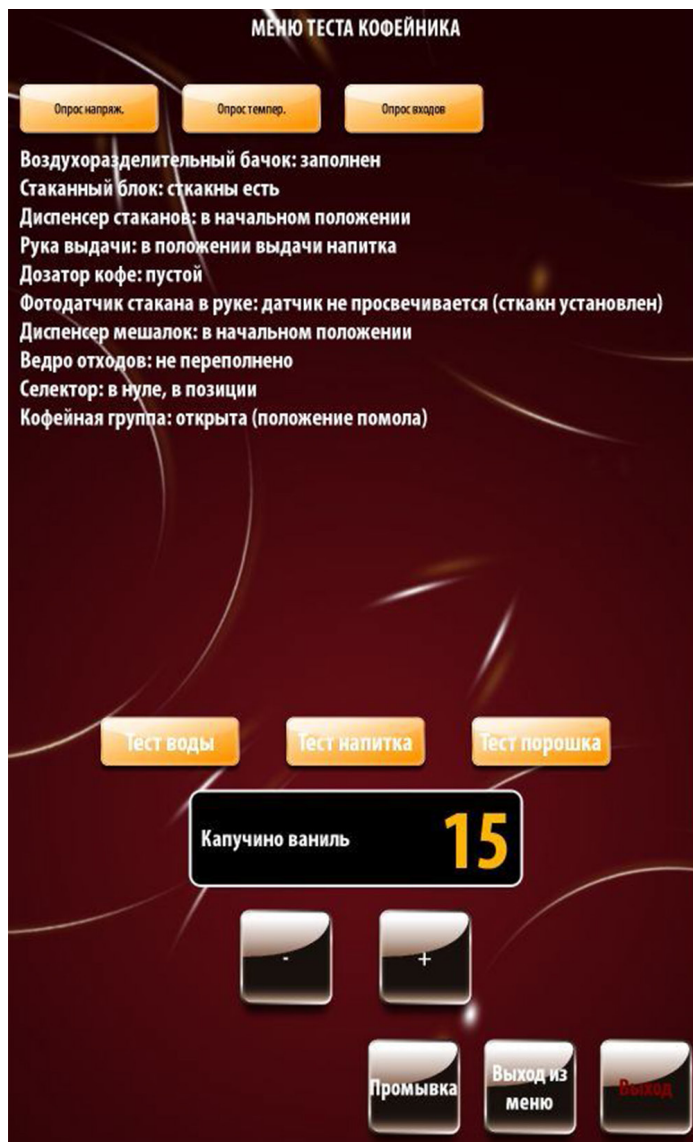 МЕНЮ ТЕСТА КОФЕЙНИКА
Опрос напряж. Опрос темпер. Опрос входов
Воздухоразделительный бачок: заполнен
Стаканный блок: сткакны есть
Диспенсер стаканов: в начальном положении
Рука выдачи: в положении выдачи напитка
Дозатор кофе: пустой
Фотодатчик стакана в руке: датчик не просвечивается (сткакн установлен)
Диспенсер мешалок: в начальном положении
Ведро отходов: не переполнено
Селектор: в нуле, в позиции
Кофейная группа: открыта (положение помола)
Тест воды Тест напитка Тест порошка
Капучино ваниль 15
- +
Промывка
Выход из
меню
Выход